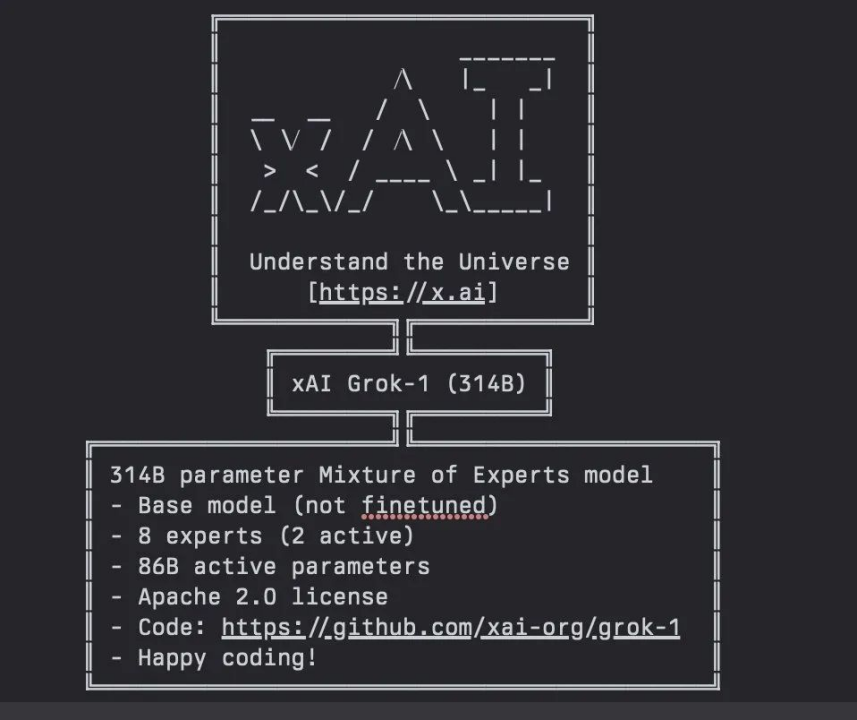 xAI
Understand the Universe
[https://x.ai]
xAI Grok-1 (314B)
314B parameter Mixture of Experts model
- Base model (not finetuned)
- 8 experts (2 active)
- 86B active parameters
- Apache 2.0 license
- Code: https://github.com/xai-org/grok-1
- Happy coding!